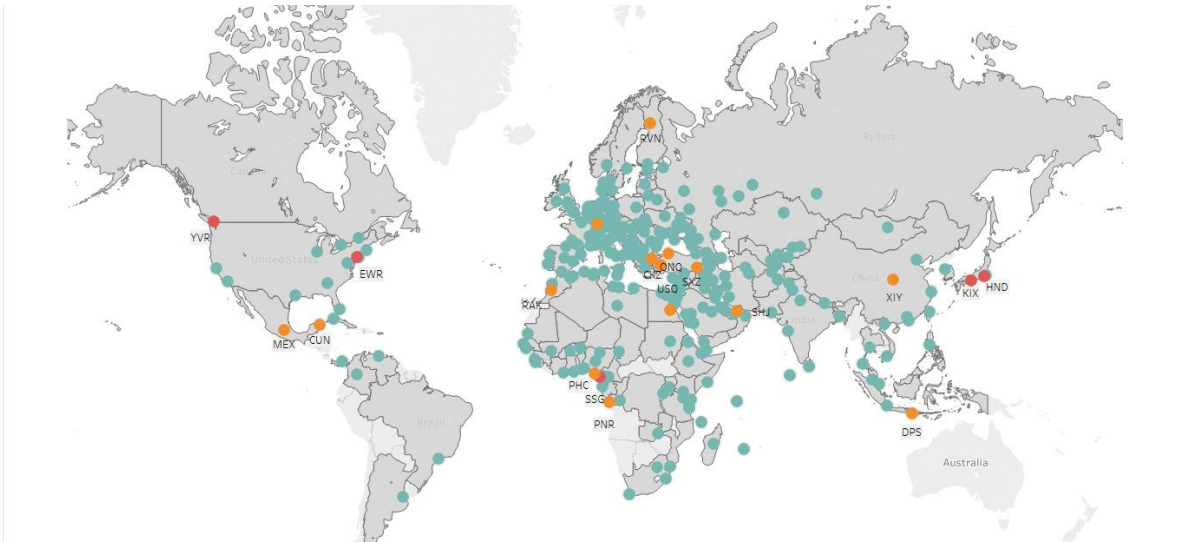 RVN
Russia
Canada
YVR
United States
EWR
ONQ
CKZ
SXZ
China
KIX
HND
USQ
XIY
RAK
SHJ
India
MEX
CUN
PHC
SSG
PNR
Brazil
DPS
Australia